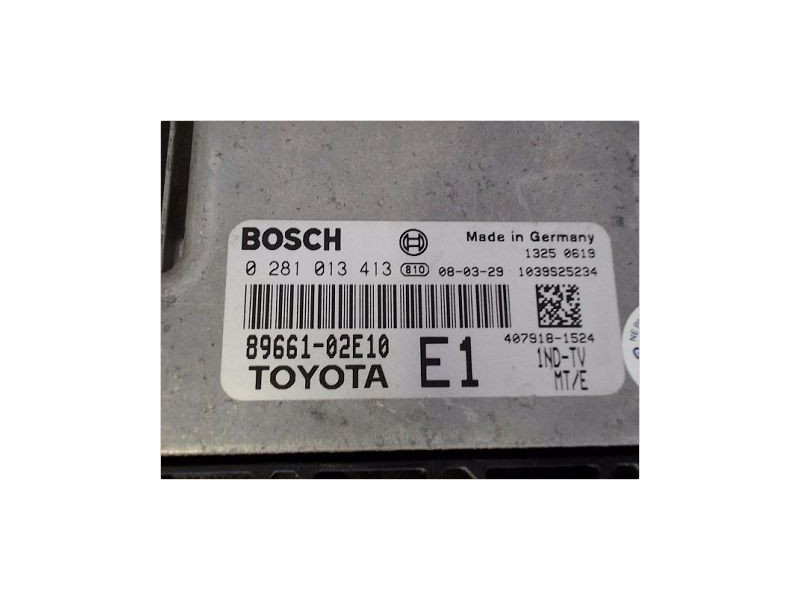 BOSCH
Made in Germany
1325 0619
0 281 013 413 810 08-03-29 1039S25234
407918-1524
89661-02E10
TOYOTA
E1
1ND-TV
MT/E